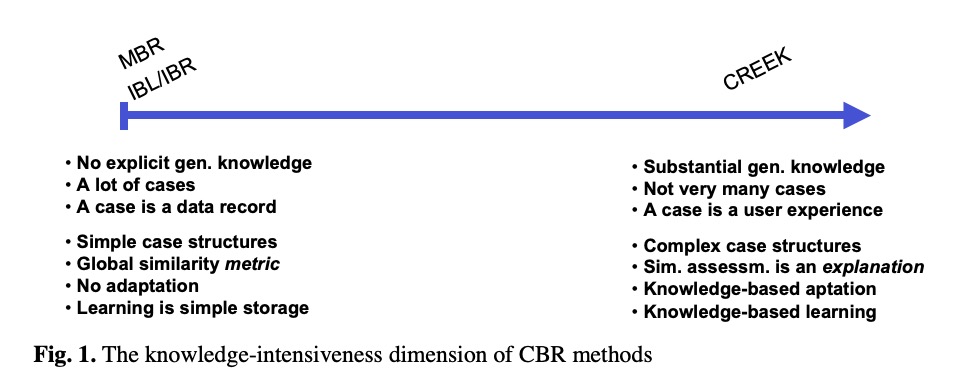 MBR
IBL/IBR
CREEK
• No explicit gen. knowledge
• A lot of cases
• A case is a data record
• Simple case structures
• Global similarity metric
• No adaptation
• Learning is simple storage
• Substantial gen. knowledge
• Not very many cases
• A case is a user experience
• Complex case structures
• Sim. assessm. is an explanation
• Knowledge-based aptation
• Knowledge-based learning
Fig. 1. The knowledge-intensiveness dimension of CBR methods